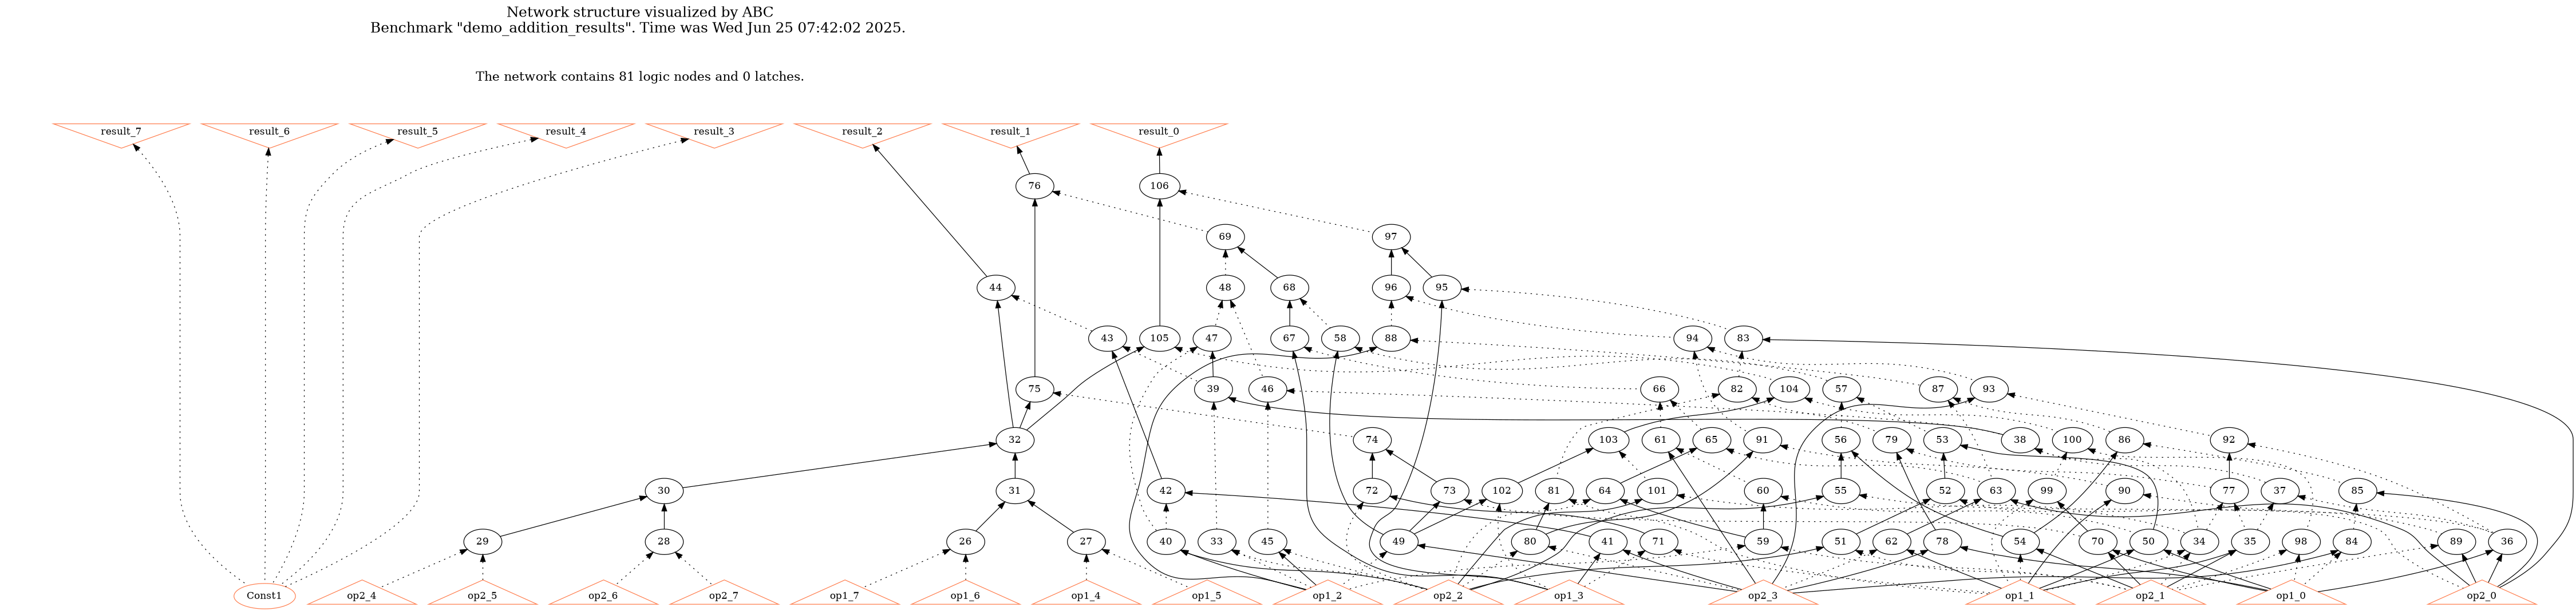 Network structure visualized by ABC
Benchmark "demo_addition_results". Time was Wed Jun 25 07:42:02 2025.
The network contains 81 logic nodes and 0 latches.
result_7 result_6 result_5 result_4 result_3 result_2 result_1 result_0
76 106
69 97
44 48 68 96 95
43 105 47 67 58 88 94 83
75 39 46 66 82 104 57 87 93
32 74 103 61 65 91 56 79 53 38 100 86 92
30 31 42 72 73 102 81 64 101 60 55 52 63 99 90 77 37 85
29 28 26 27 40 33 45 49 80 41 71 59 51 62 78 54 70 50 34 35 98 84 89 36
Const1 op2_4 op2_5 op2_6 op2_7 op1_7 op1_6 op1_4 op1_5 op1_2 op2_2 op1_3 op2_3 op1_1 op2_1 op1_0 op2_0